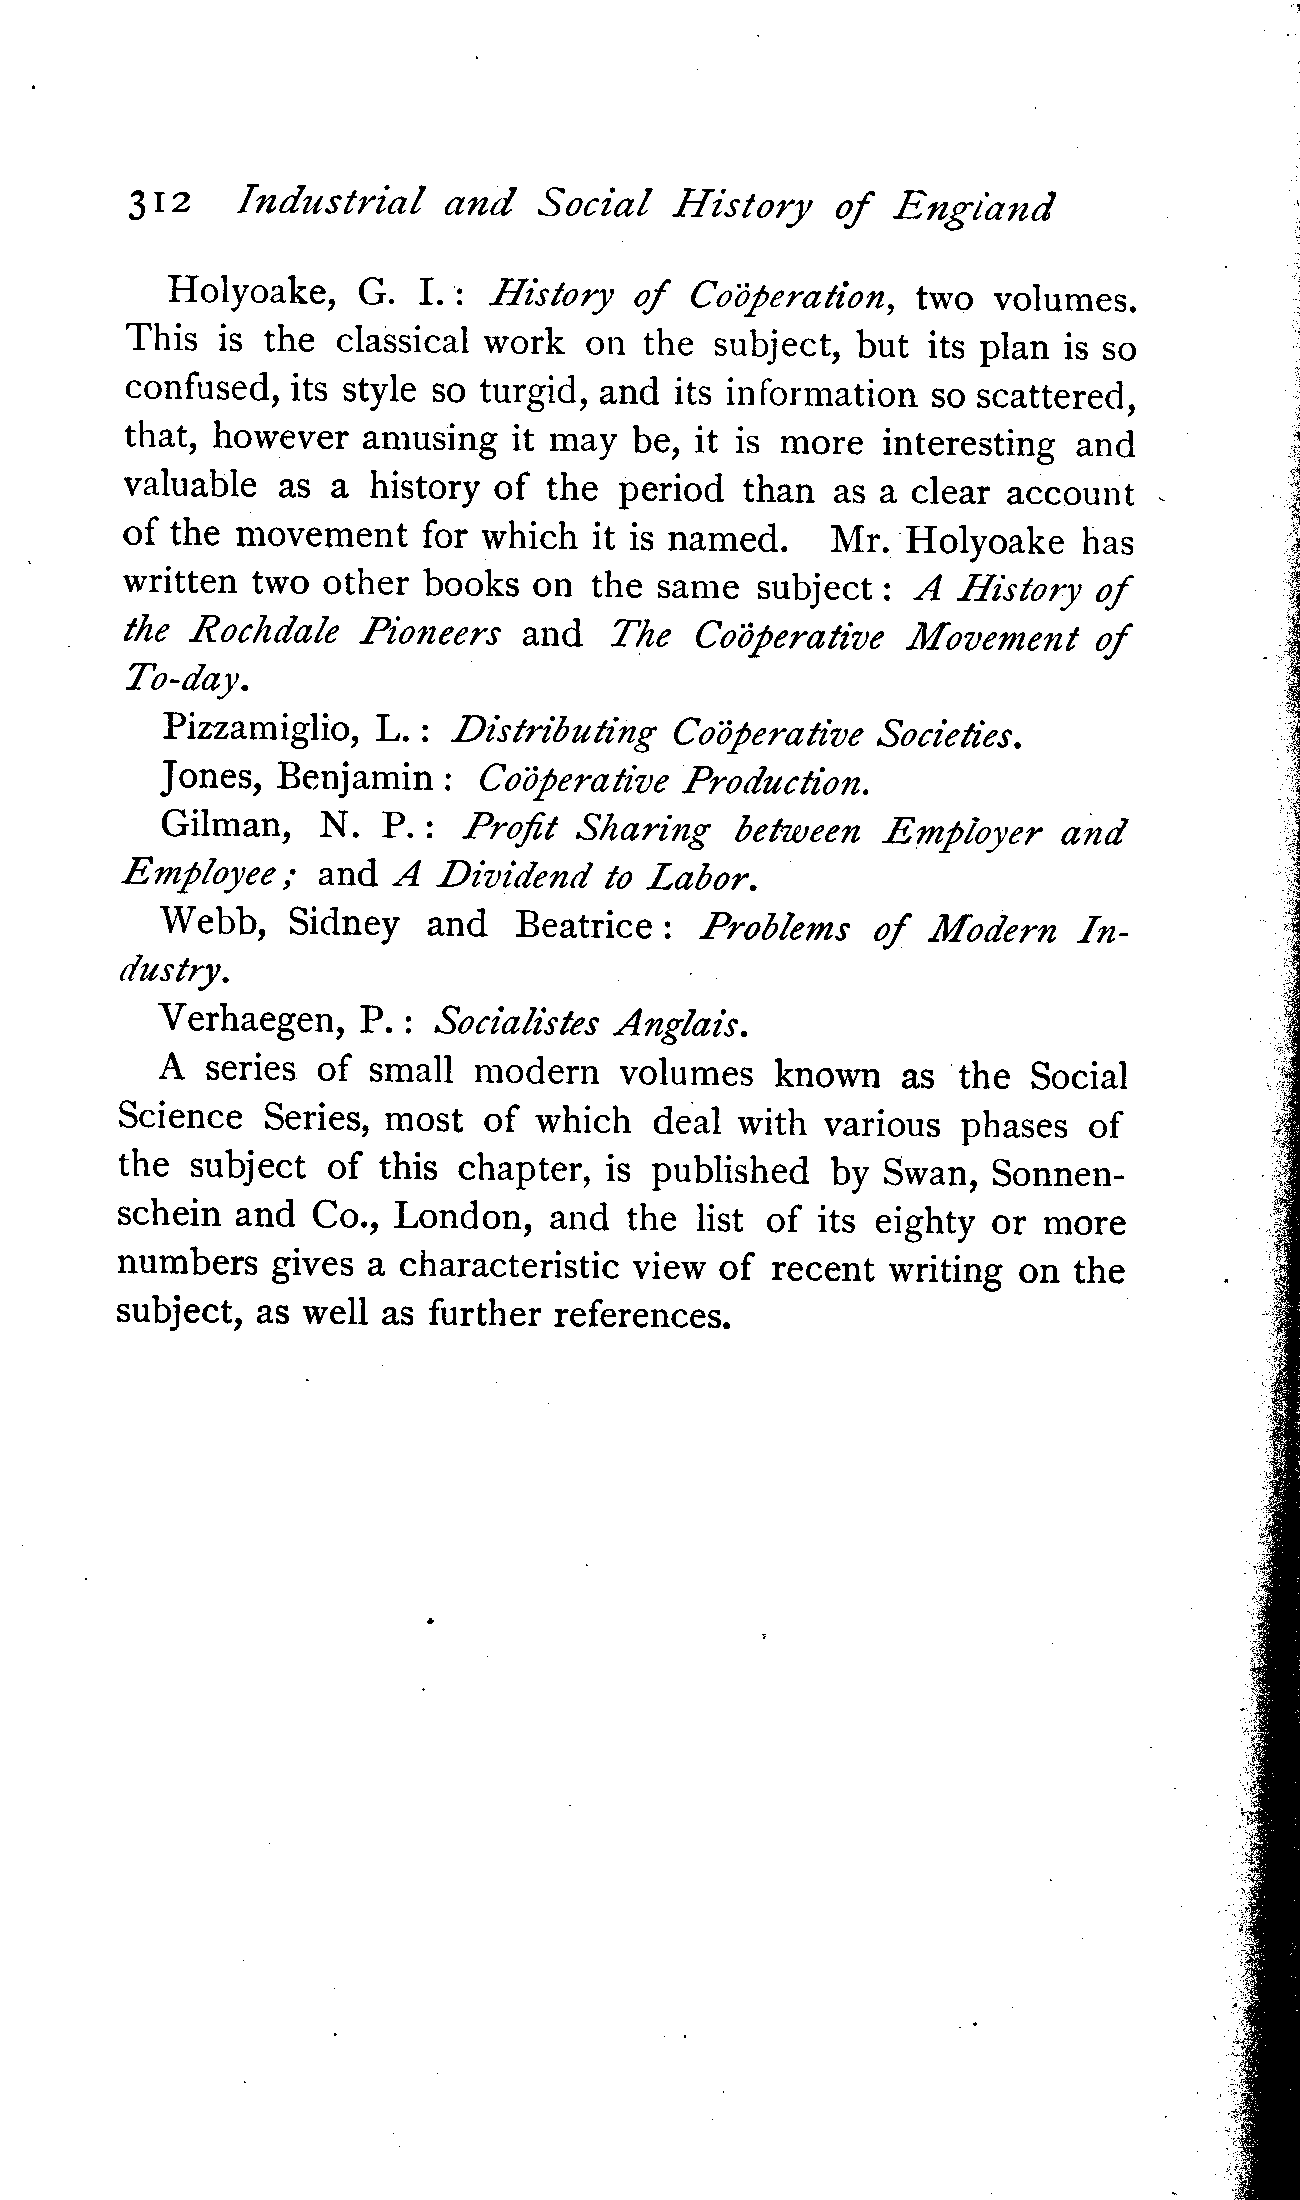 312 Industrial and Social History of England
Holyoake, G. I.: History of Coöperation, two volumes.
This is the classical work on the subject, but its plan is so
confused, its style so turgid, and its information so scattered,
that, however amusing it may be, it is more interesting and
valuable as a history of the period than as a clear account
of the movement for which it is named. Mr. Holyoake has
written two other books on the same subject: A History of
the Rochdale Pioneers and The Coöperative Movement of
To-day.
Pizzamiglio, L.: Distributing Coöperative Societies.
Jones, Benjamin: Coöperative Production.
Gilman, N. P.: Profit Sharing between Employer and
Employee; and A Dividend to Labor.
Webb, Sidney and Beatrice: Problems of Modern In-
dustry.
Verhaegen, P.: Socialistes Anglais.
A series of small modern volumes known as the Social
Science Series, most of which deal with various phases of
the subject of this chapter, is published by Swan, Sonnen-
schein and Co., London, and the list of its eighty or more
numbers gives a characteristic view of recent writing on the
subject, as well as further references.